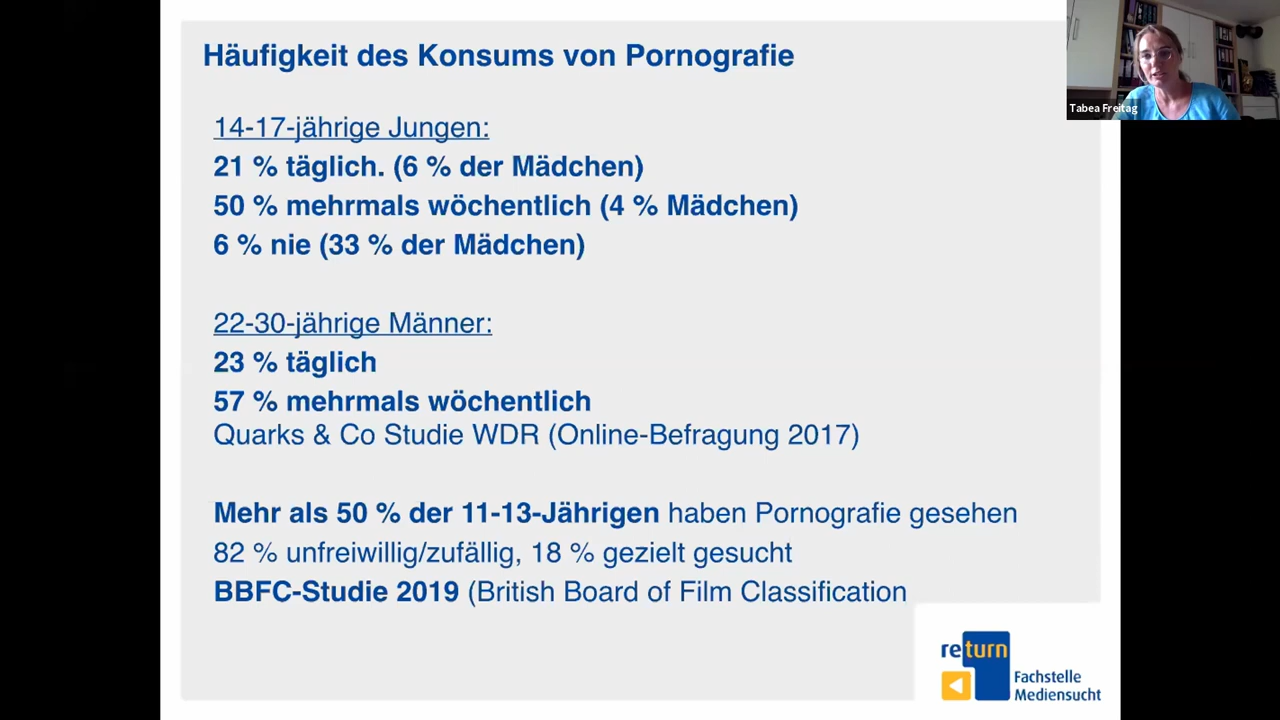 Häufigkeit des Konsums von Pornografie
14-17-jährige Jungen:
21 % täglich. (6 % der Mädchen)
50 % mehrmals wöchentlich (4 % Mädchen)
6 % nie (33 % der Mädchen)
22-30-jährige Männer:
23 % täglich
57 % mehrmals wöchentlich
Quarks & Co Studie WDR (Online-Befragung 2017)
Mehr als 50 % der 11-13-Jährigen haben Pornografie gesehen
82 % unfreiwillig/zufällig, 18 % gezielt gesucht
BBFC-Studie 2019 (British Board of Film Classification
return
Fachstelle
Mediensucht
Tabea Freitag